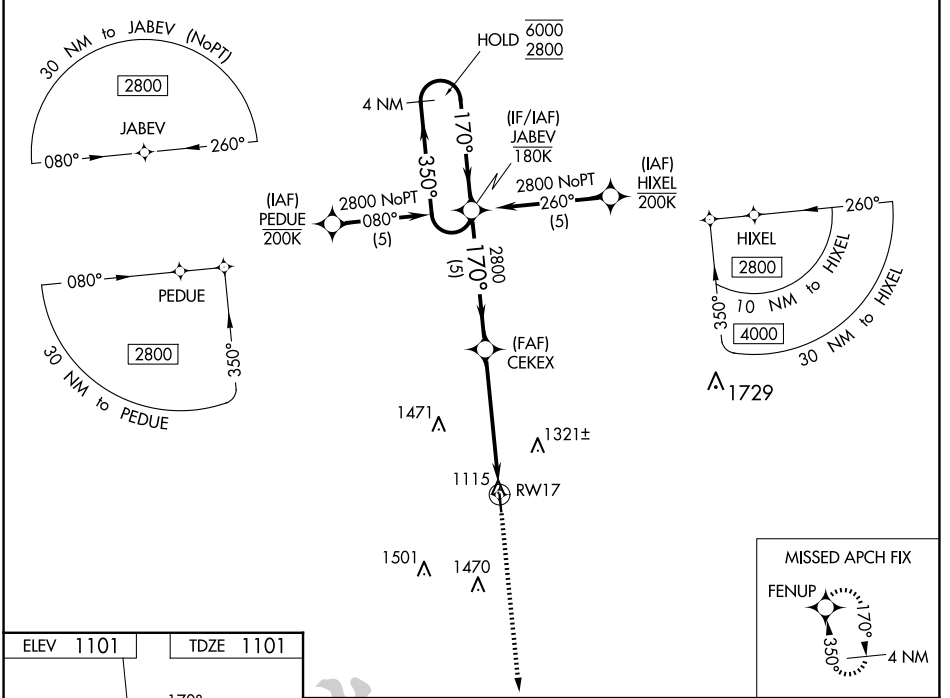 30 NM to JABEV (NoPT)
2800
JABEV
080°
260°
HOLD 6000
2800
4 NM
170°
350°
(IF/IAF)
JABEV
180K
(IAF)
HIXEL
200K
2800 NoPT
260°
(5)
(IAF)
PEDUE
200K
2800 NoPT
080°
(5)
2800
170°
(5)
(FAF)
CEKEX
080°
PEDUE
2800
350°
30 NM to PEDUE
260°
HIXEL
2800
10 NM to HIXEL
350°
4000
30 NM to HIXEL
1729
1471
1321±
1115
RW17
1501
1470
MISSED APCH FIX
FENUP
170°
350°
4 NM
ELEV 1101
TDZE 1101